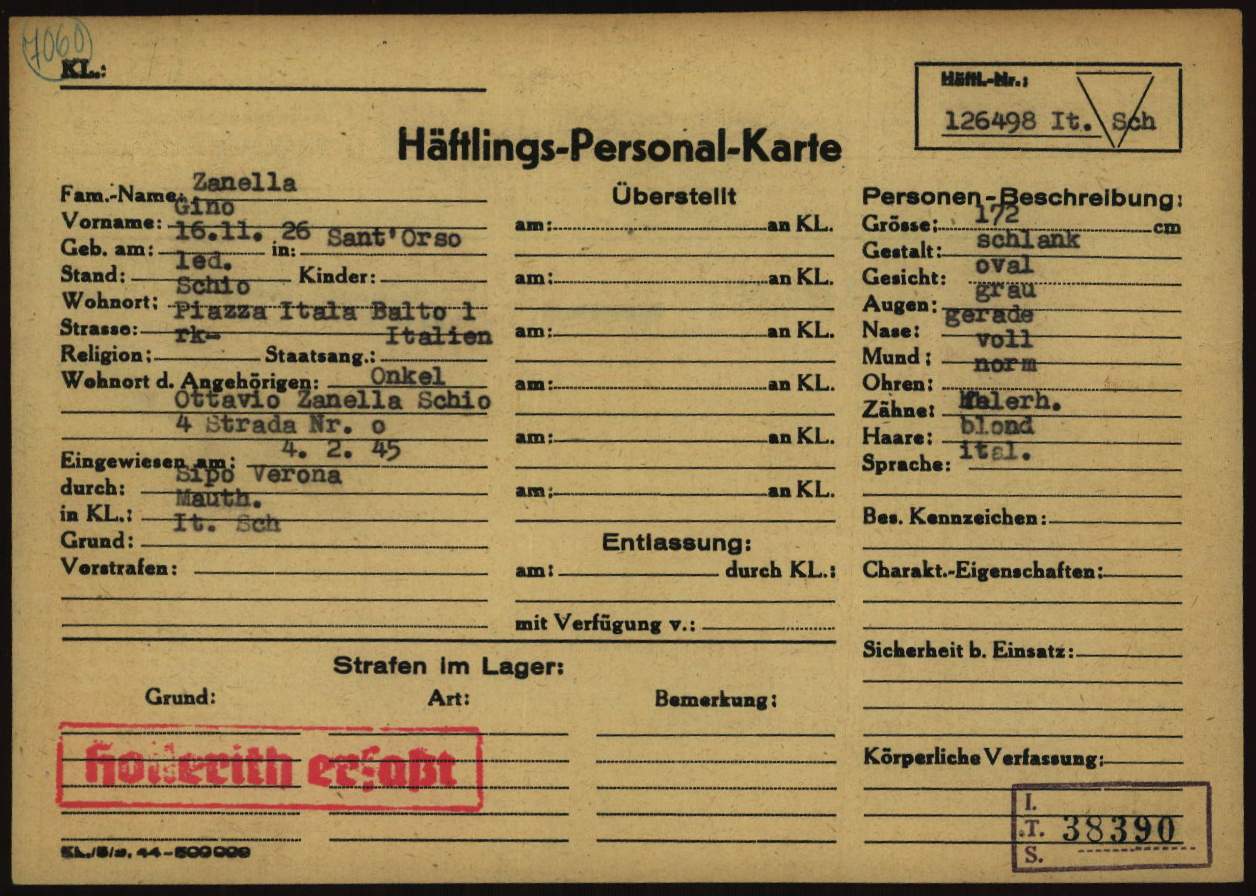 7060
KL.:
Häftl.-Nr.:
126498 It. Sch
Häftlings-Personal-Karte
Fam.-Name: Zanella
Vorname: Gino
Geb. am: 16.11. 26 in: Sant'Orso
Stand: led. Kinder:
Wohnort: Schio
Strasse: Piazza Itala Balto 1
Religion: rk- Staatsang.: Italien
Wohnort d. Angehörigen: Onkel
Ottavio Zanella Schio
4 Strada Nr. o
Eingewiesen am: 4. 2. 45
durch: Sipo Verona
in KL.: Mauth.
Grund: It. Sch
Vorstrafen:
Überstellt
am: an KL.
am: an KL.
am: an KL.
am: an KL.
am: an KL.
am: an KL.
Entlassung:
am: durch KL.:
mit Verfügung v.:
Personen-Beschreibung:
Grösse: 172 cm
Gestalt: schlank
Gesicht: oval
Augen: grau
Nase: gerade
Mund: voll
Ohren: norm
Zähne: felerh.
Haare: blond
Sprache: ital.
Bes. Kennzeichen:
Charakt.-Eigenschaften:
Sicherheit b. Einsatz:
Körperliche Verfassung:
Strafen im Lager:
Grund: Art: Bemerkung:
Hollerith erfaßt
I.T.S. 38390